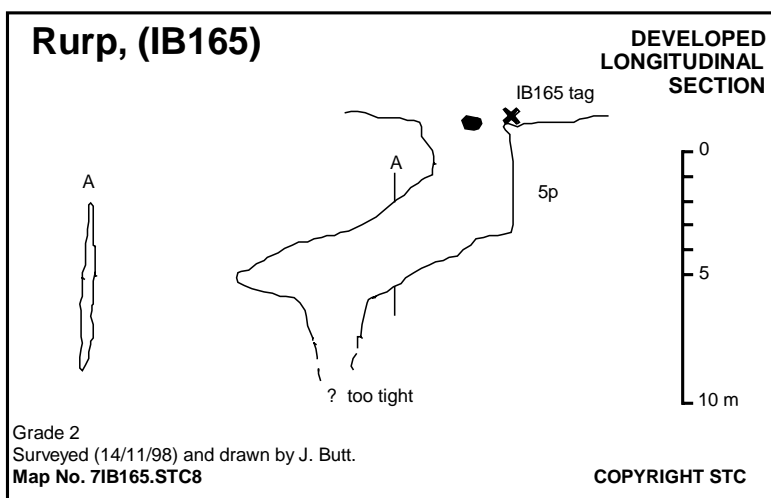 Rurp, (IB165)
DEVELOPED
LONGITUDINAL
SECTION
IB165 tag
0
A
A
5p
5
? too tight
10 m
Grade 2
Surveyed (14/11/98) and drawn by J. Butt.
Map No. 7IB165.STC8
COPYRIGHT STC